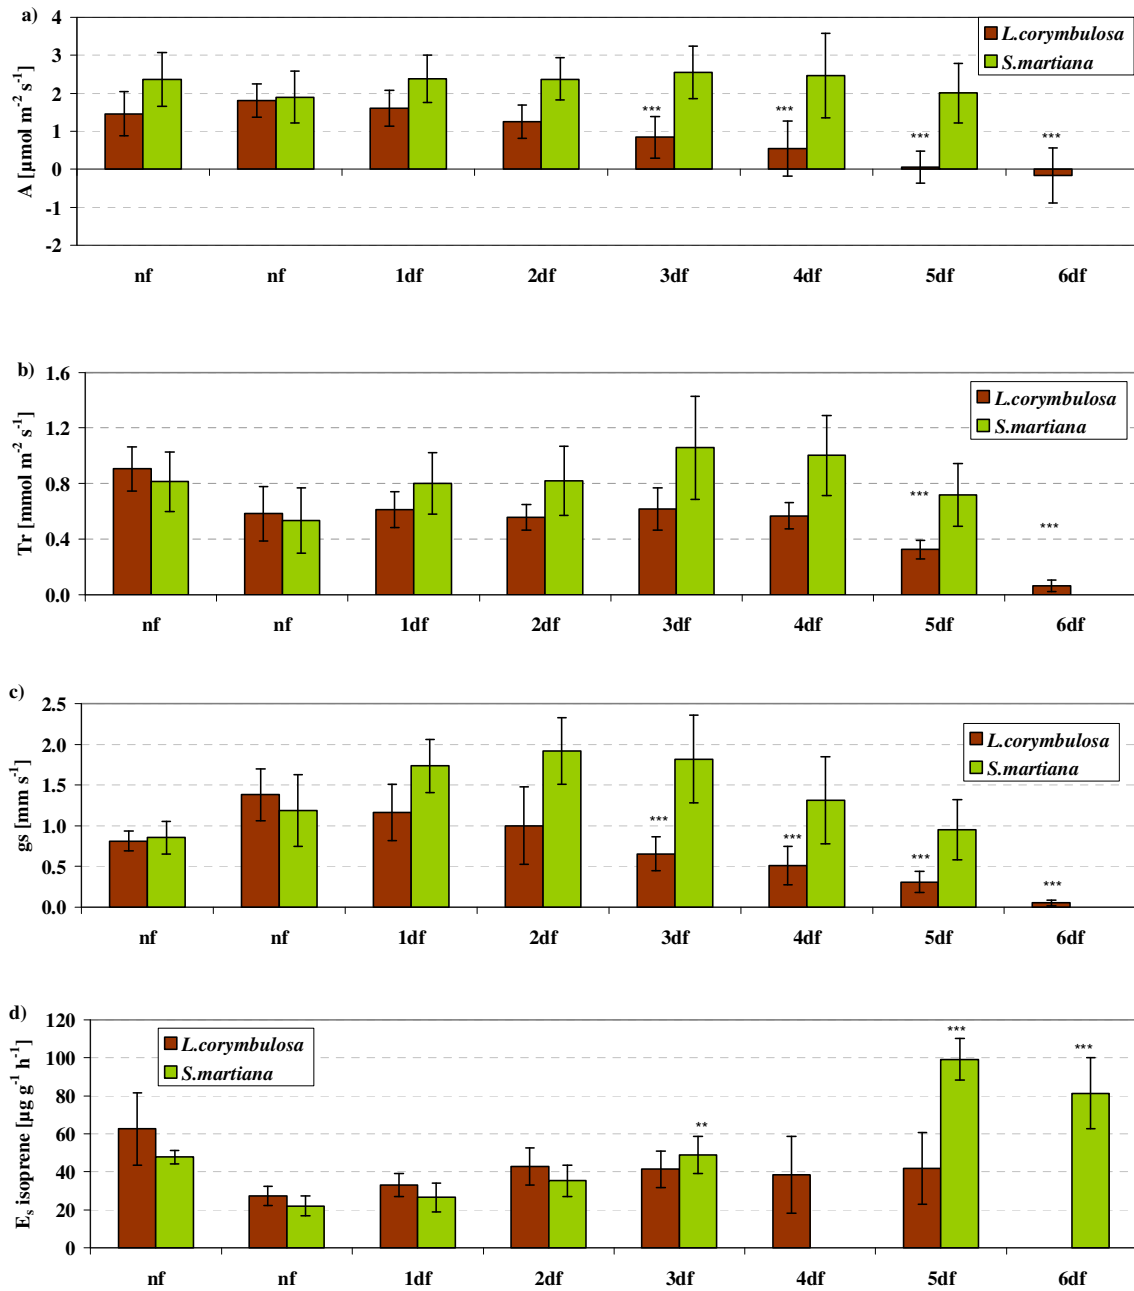 a)
A [µmol m-2 s-1]
4
3
2
1
0
-1
-2
L.corymbulosa
S.martiana
***
***
***
***
nf nf 1df 2df 3df 4df 5df 6df
b)
Tr [mmol m-2 s-1]
1.6
1.2
0.8
0.4
0.0
L.corymbulosa
S.martiana
***
***
nf nf 1df 2df 3df 4df 5df 6df
c)
gs [mm s-1]
2.5
2.0
1.5
1.0
0.5
0.0
L.corymbulosa
S.martiana
***
***
***
***
nf nf 1df 2df 3df 4df 5df 6df
d)
Es isoprene [µg g-1 h-1]
120
100
80
60
40
20
0
L.corymbulosa
S.martiana
**
***
***
nf nf 1df 2df 3df 4df 5df 6df